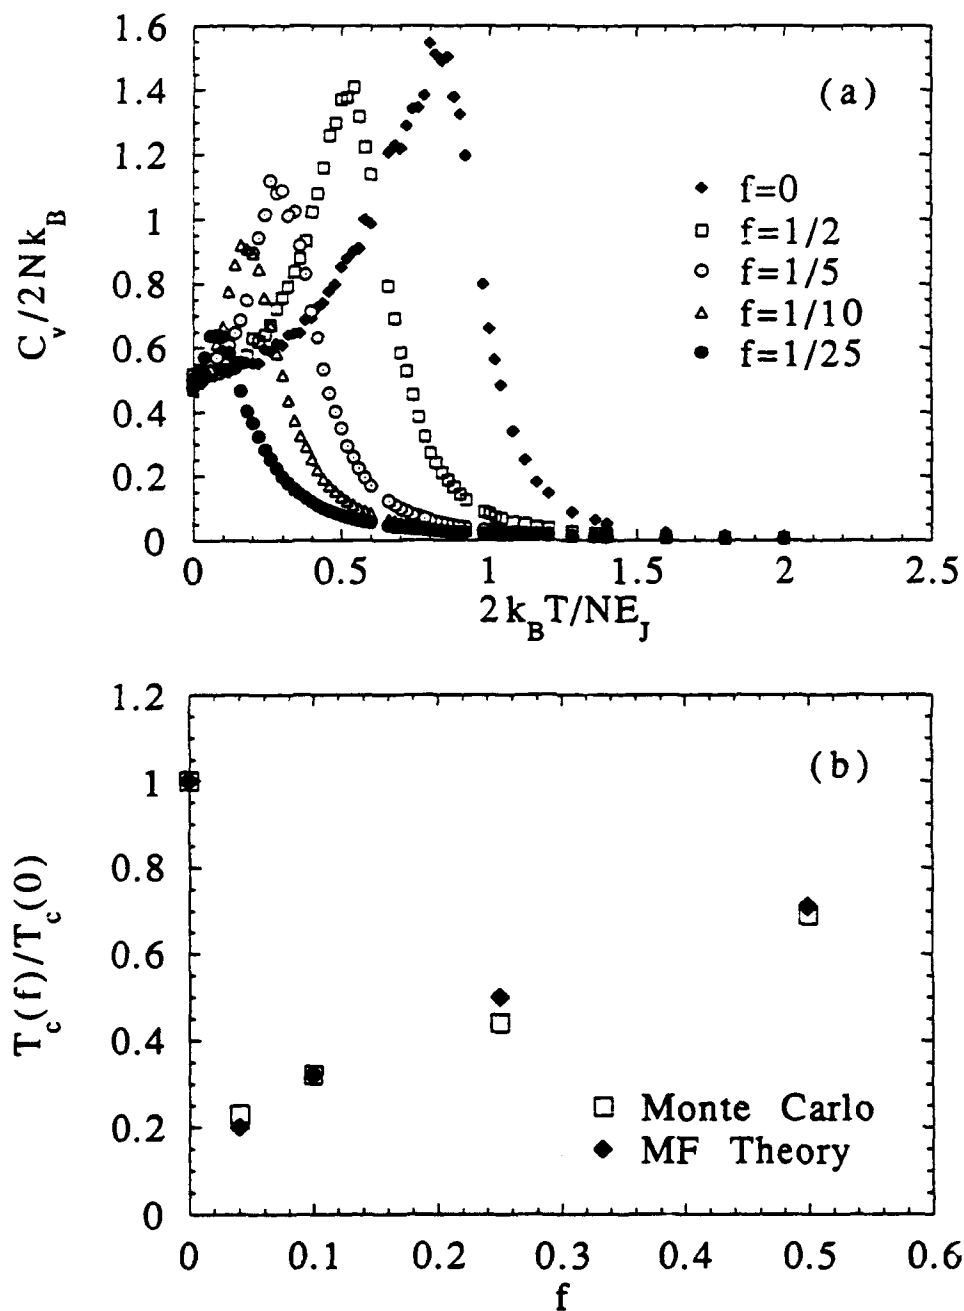 1.6
1.4
1.2
1
0.8
0.6
0.4
0.2
0
C_v/2Nk_B
(a)
f=0
f=1/2
f=1/5
f=1/10
f=1/25
0 0.5 1 1.5 2 2.5
2k_BT/NE_J
1.2
1
0.8
0.6
0.4
0.2
0
T_c(f)/T_c(0)
(b)
Monte Carlo
MF Theory
0 0.1 0.2 0.3 0.4 0.5 0.6
f